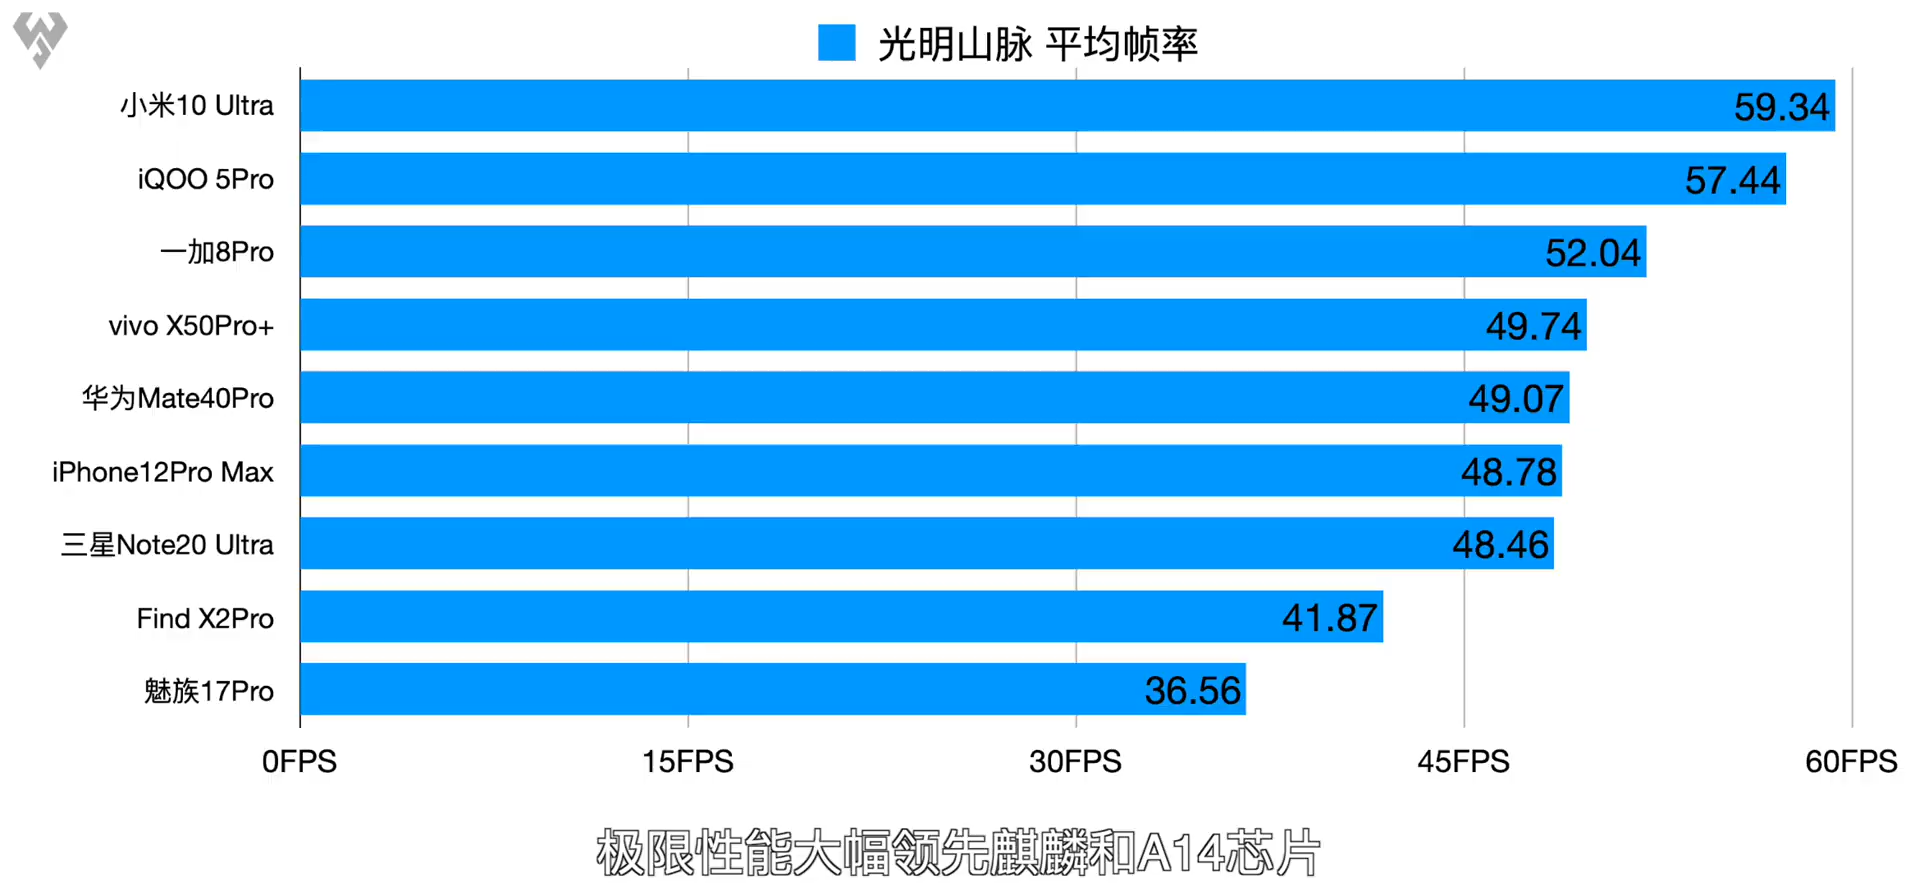 光明山脉 平均帧率
小米10 Ultra 59.34
iQOO 5Pro 57.44
一加8Pro 52.04
vivo X50Pro+ 49.74
华为Mate40Pro 49.07
iPhone12Pro Max 48.78
三星Note20 Ultra 48.46
Find X2Pro 41.87
魅族17Pro 36.56
0FPS 15FPS 30FPS 45FPS 60FPS
极限性能大幅领先麒麟和A14芯片